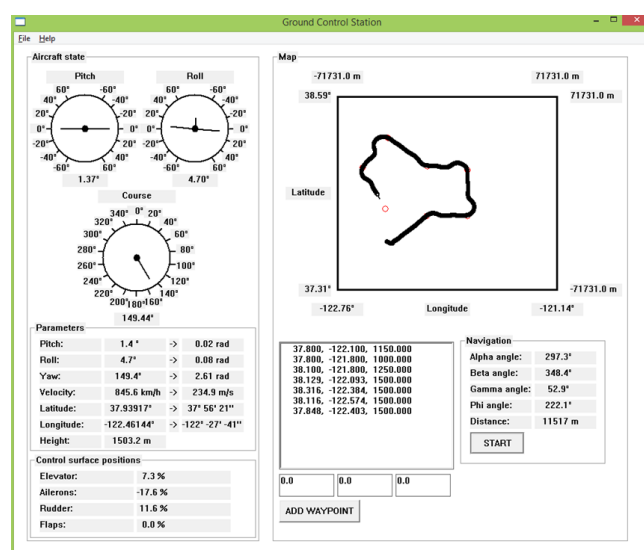 Ground Control Station
File Help
Aircraft state
Pitch
60° -60°
40° -40°
20° -20°
0° 0°
-20° 20°
-40° 40°
-60° 60°
1.37°
Roll
60° -60°
40° -40°
20° -20°
0° 0°
-20° 20°
-40° 40°
-60° 60°
4.70°
Course
340° 0° 20°
320° 40°
300° 60°
280° 80°
260° 100°
240° 120°
220° 140°
200° 180° 160°
149.44°
Parameters
Pitch: 1.4 ° -> 0.02 rad
Roll: 4.7° -> 0.08 rad
Yaw: 149.4° -> 2.61 rad
Velocity: 845.6 km/h -> 234.9 m/s
Latitude: 37.93917° -> 37° 56' 21''
Longitude: -122.46144° -> -122° -27' -41''
Height: 1503.2 m
Control surface positions
Elevator: 7.3 %
Ailerons: -17.6 %
Rudder: 11.6 %
Flaps: 0.0 %
Map
-71731.0 m 71731.0 m
38.59° 71731.0 m
Latitude
37.31° -71731.0 m
-122.76° Longitude -121.14°
37.800, -122.100, 1150.000
37.800, -121.800, 1000.000
38.100, -121.800, 1250.000
38.129, -122.093, 1500.000
38.316, -122.384, 1500.000
38.116, -122.574, 1500.000
37.848, -122.403, 1500.000
0.0 0.0 0.0
ADD WAYPOINT
Navigation
Alpha angle: 297.3°
Beta angle: 348.4°
Gamma angle: 52.9°
Phi angle: 222.1°
Distance: 11517 m
START